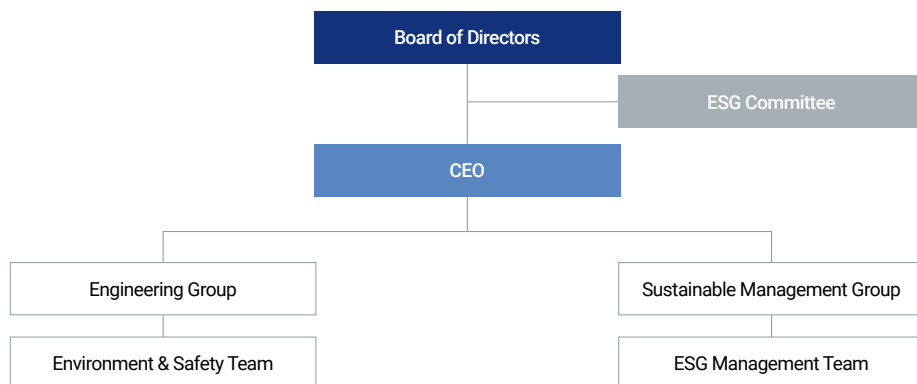 Board of Directors
ESG Committee
CEO
Engineering Group
Sustainable Management Group
Environment & Safety Team
ESG Management Team